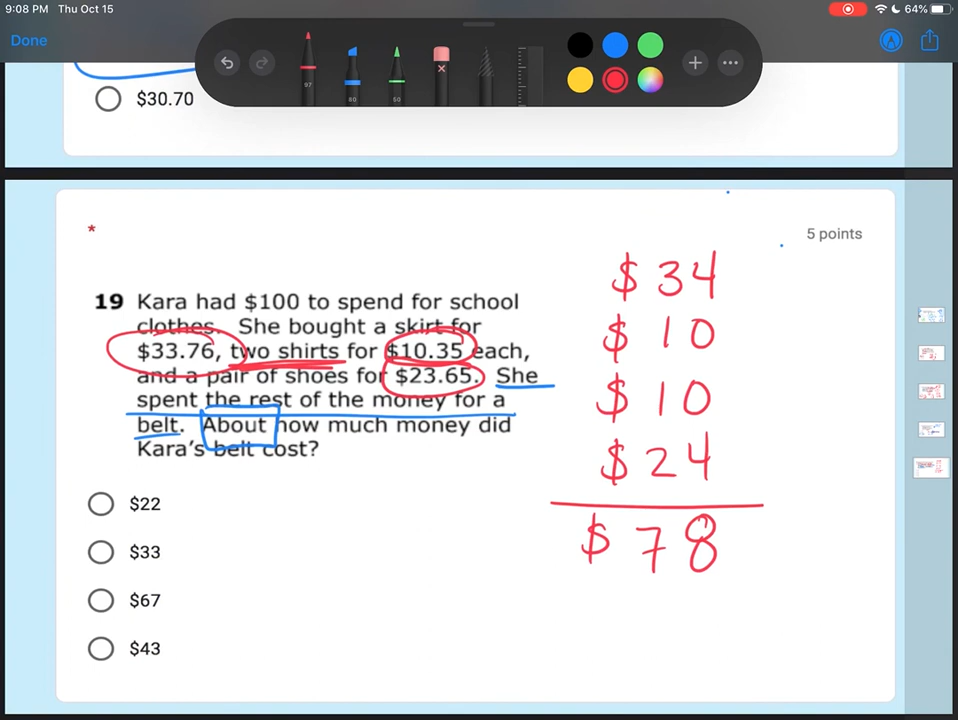 9:08 PM Thu Oct 15
64%
Done
97
80
50
$30.70
*
5 points
19 Kara had $100 to spend for school
clothes. She bought a skirt for
$33.76, two shirts for $10.35 each,
and a pair of shoes for $23.65. She
spent the rest of the money for a
belt. About how much money did
Kara's belt cost?
$22
$33
$67
$43
$34
$10
$10
$24
$78